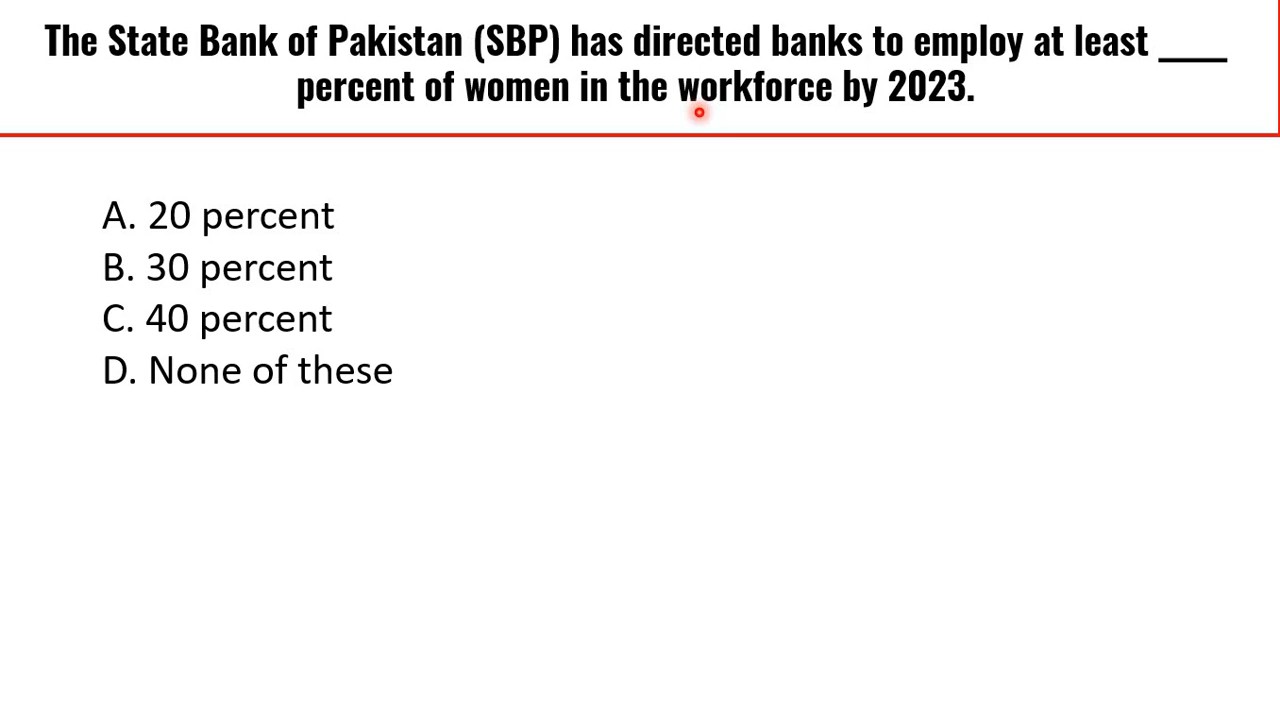 The State Bank of Pakistan (SBP) has directed banks to employ at least ____
percent of women in the workforce by 2023.
A. 20 percent
B. 30 percent
C. 40 percent
D. None of these